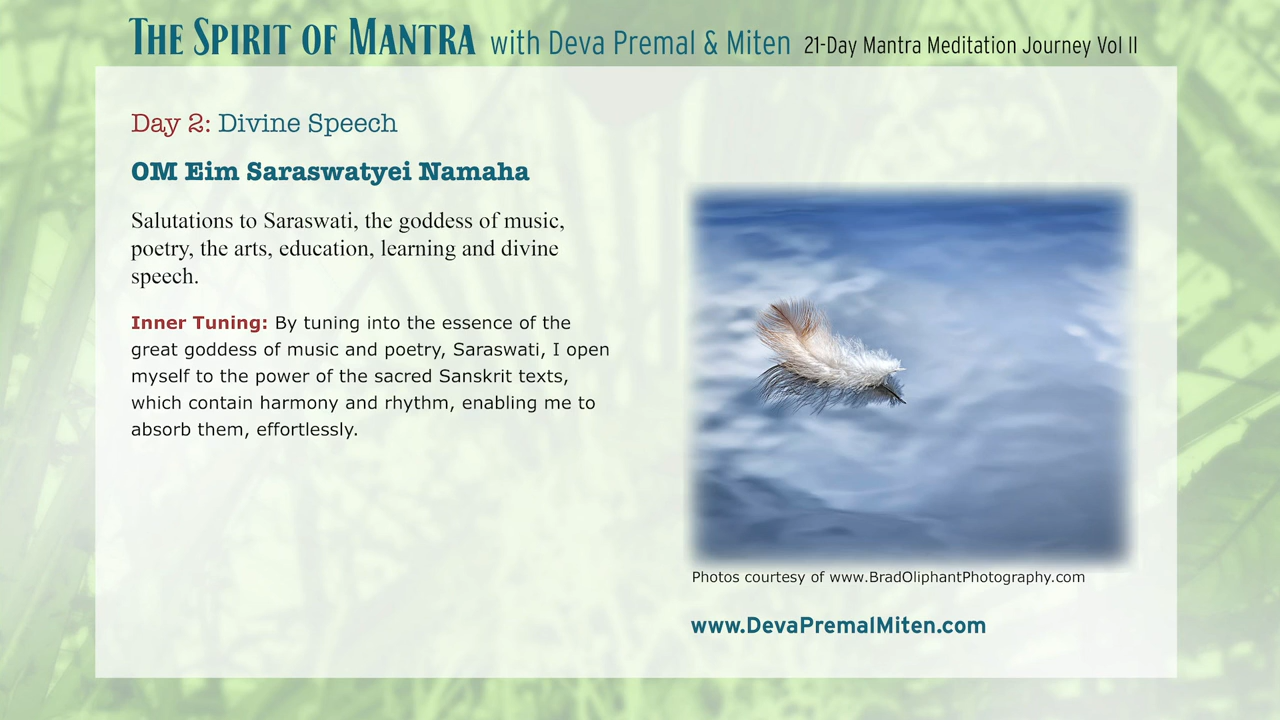 The Spirit of Mantra with Deva Premal & Miten 21-Day Mantra Meditation Journey Vol II
Day 2: Divine Speech
OM Eim Saraswatyei Namaha
Salutations to Saraswati, the goddess of music,
poetry, the arts, education, learning and divine
speech.
Inner Tuning: By tuning into the essence of the
great goddess of music and poetry, Saraswati, I open
myself to the power of the sacred Sanskrit texts,
which contain harmony and rhythm, enabling me to
absorb them, effortlessly.
Photos courtesy of www.BradOliphantPhotography.com
www.DevaPremalMiten.com